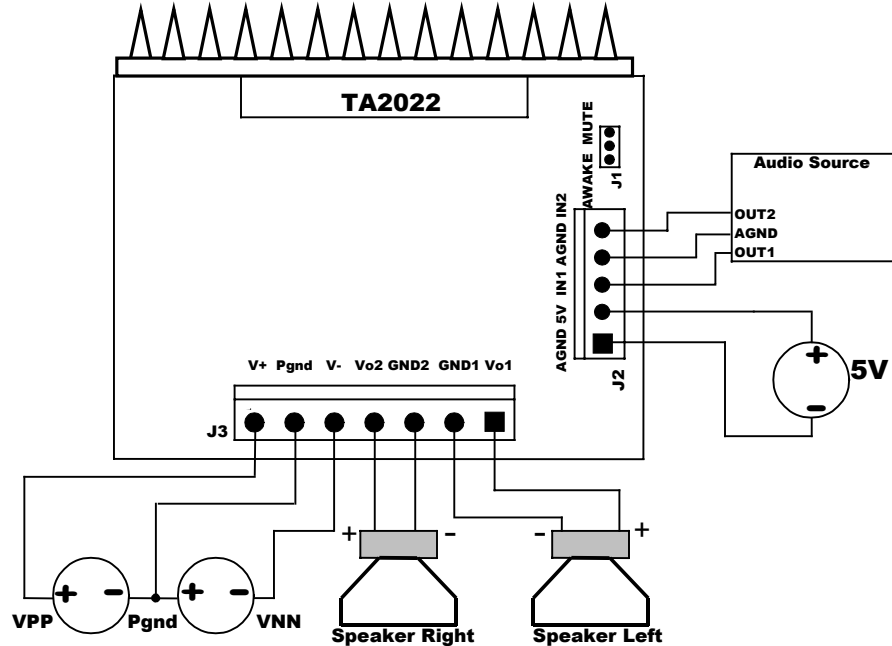 TA2022
AWAKE MUTE
J1
Audio Source
OUT2
AGND
OUT1
AGND 5V IN1 AGND IN2
J2
+
5V
-
V+ Pgnd V- Vo2 GND2 GND1 Vo1
J3
+ - - +
+ - + -
VPP Pgnd VNN
Speaker Right Speaker Left